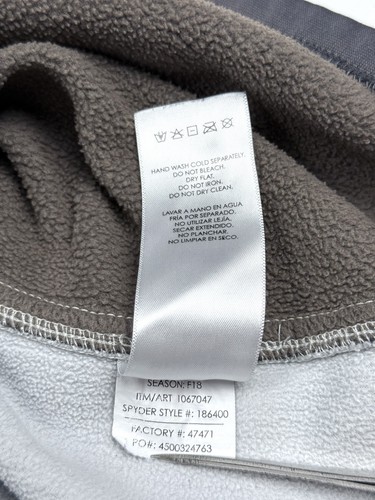 HAND WASH COLD SEPARATELY.
DO NOT BLEACH.
DRY FLAT.
DO NOT IRON.
DO NOT DRY CLEAN.
LAVAR A MANO EN AGUA
FRÍA POR SEPARADO.
NO UTILIZAR LEJÍA.
SECAR EXTENDIDO.
NO PLANCHAR.
NO LIMPIAR EN SECO.
SEASON: F18
ITM/ART 1067047
SPYDER STYLE #: 186400
FACTORY #: 47471
PO#: 4500324763